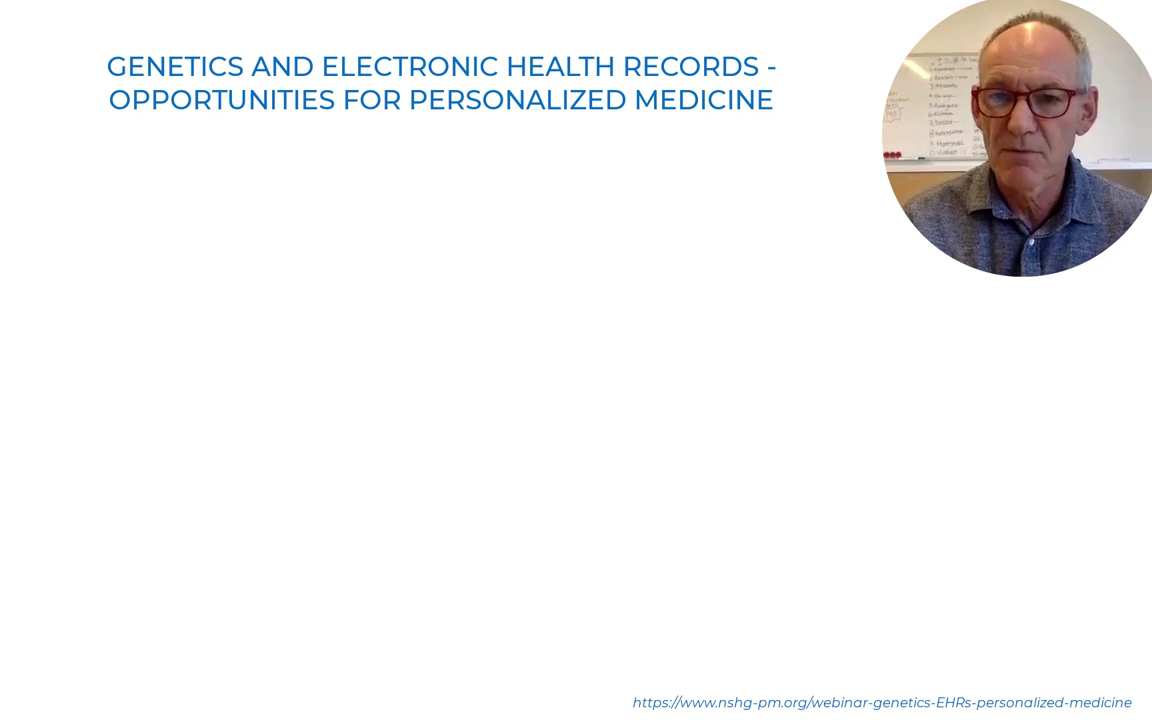 GENETICS AND ELECTRONIC HEALTH RECORDS -
OPPORTUNITIES FOR PERSONALIZED MEDICINE
https://www.nshg-pm.org/webinar-genetics-EHRs-personalized-medicine